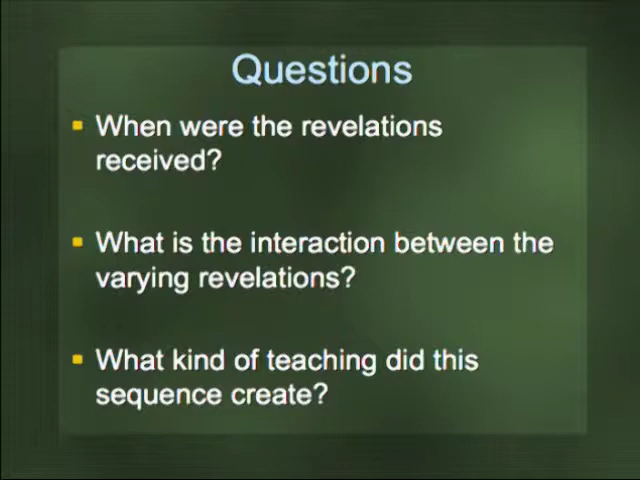 Questions
When were the revelations
received?
What is the interaction between the
varying revelations?
What kind of teaching did this
sequence create?